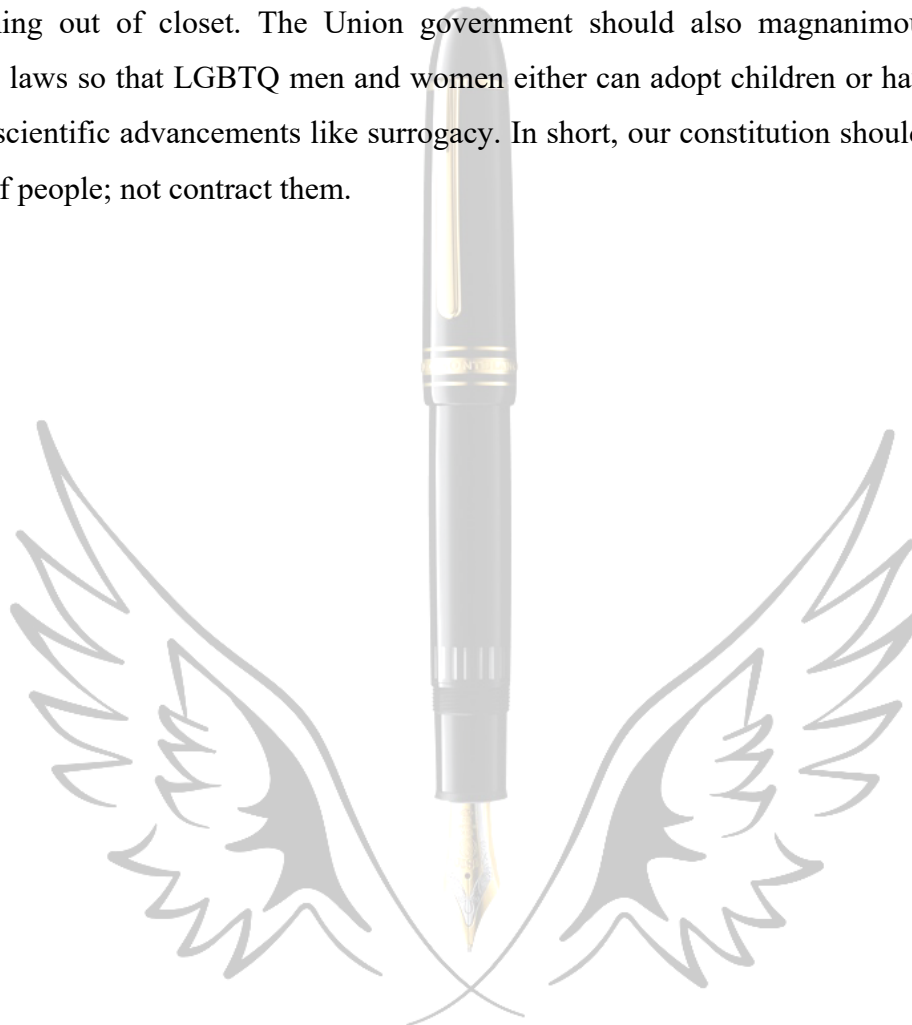 ing out of closet. The Union government should also magnanimou
laws so that LGBTQ men and women either can adopt children or ha
scientific advancements like surrogacy. In short, our constitution should
f people; not contract them.